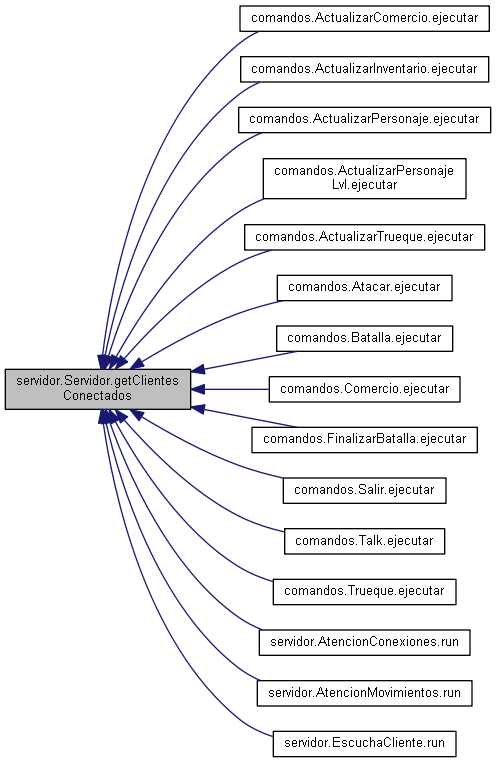 comandos.ActualizarComercio.ejecutar
comandos.ActualizarInventario.ejecutar
comandos.ActualizarPersonaje.ejecutar
comandos.ActualizarPersonaje
Lvl.ejecutar
comandos.ActualizarTrueque.ejecutar
comandos.Atacar.ejecutar
comandos.Batalla.ejecutar
servidor.Servidor.getClientes
Conectados
comandos.Comercio.ejecutar
comandos.FinalizarBatalla.ejecutar
comandos.Salir.ejecutar
comandos.Talk.ejecutar
comandos.Trueque.ejecutar
servidor.AtencionConexiones.run
servidor.AtencionMovimientos.run
servidor.EscuchaCliente.run